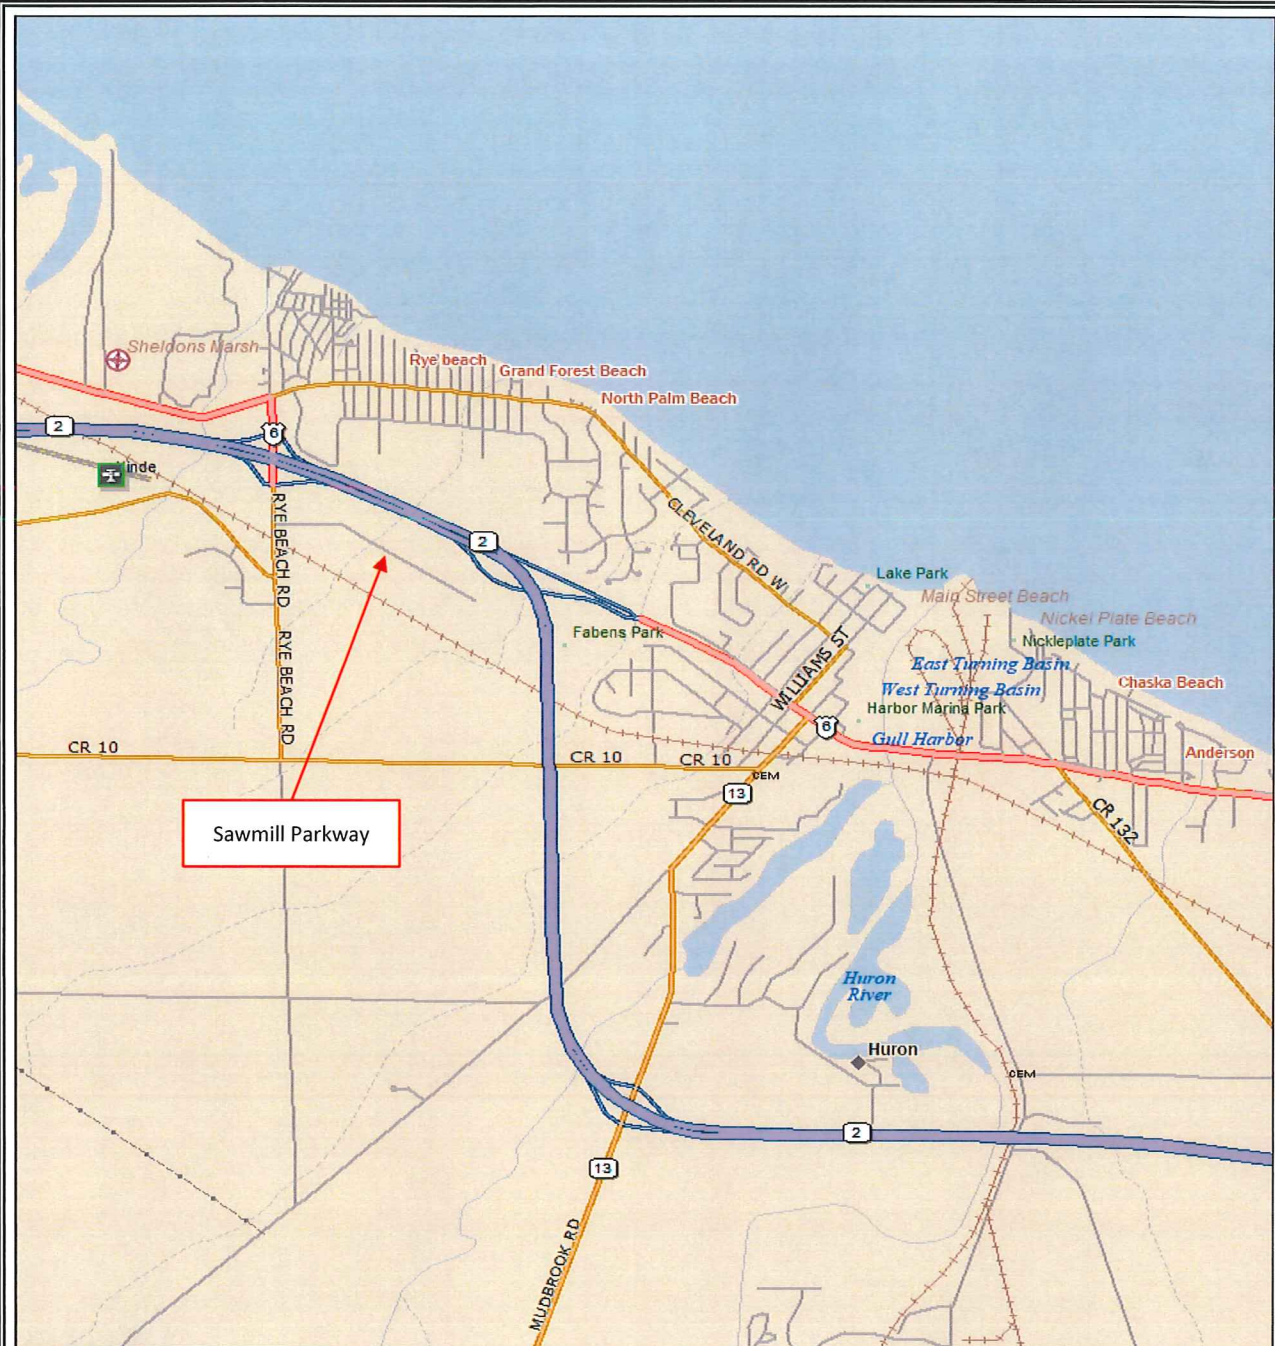 Sheldons Marsh
Rye beach
Grand Forest Beach
North Palm Beach
2
6
inde
RYE BEACH RD
2
CLEVELAND RD W
Lake Park
Main Street Beach
Nickel Plate Beach
Fabens Park
WILLIAMS ST
Nickleplate Park
RYE BEACH RD
East Turning Basin
West Turning Basin
Chaska Beach
Harbor Marina Park
6
Gull Harbor
CR 10
CR 10
CR 10
Anderson
CEM
13
CR 132
Sawmill Parkway
Huron
River
Huron
CEM
2
13
MUDBROOK RD